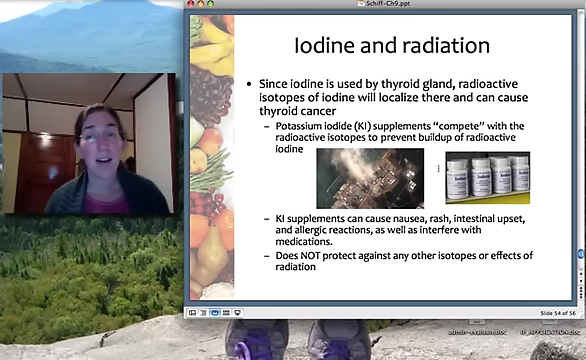 Schiff-Ch9.ppt
Iodine and radiation
• Since iodine is used by thyroid gland, radioactive
isotopes of iodine will localize there and can cause
thyroid cancer
– Potassium iodide (KI) supplements "compete" with the
radioactive isotopes to prevent buildup of radioactive
iodine
– KI supplements can cause nausea, rash, intestinal upset,
and allergic reactions, as well as interfere with
medications.
– Does NOT protect against any other isotopes or effects of
radiation
Slide 54 of 56